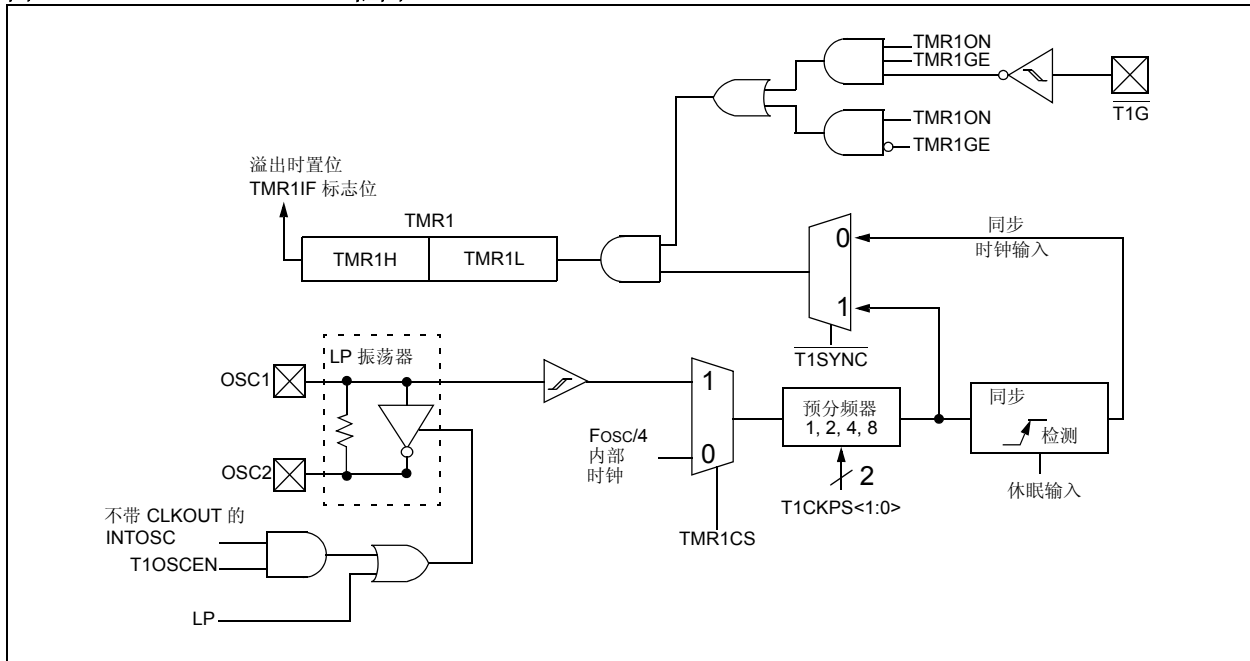 TMR1ON
TMR1GE
T1G
TMR1ON
TMR1GE
溢出时置位
TMR1IF 标志位
TMR1
TMR1H
TMR1L
0
1
同步
时钟输入
T1SYNC
LP 振荡器
OSC1
OSC2
1
0
FOSC/4
内部
时钟
TMR1CS
预分频器
1, 2, 4, 8
2
T1CKPS<1:0>
同步
检测
休眠输入
不带 CLKOUT 的
INTOSC
T1OSCEN
LP